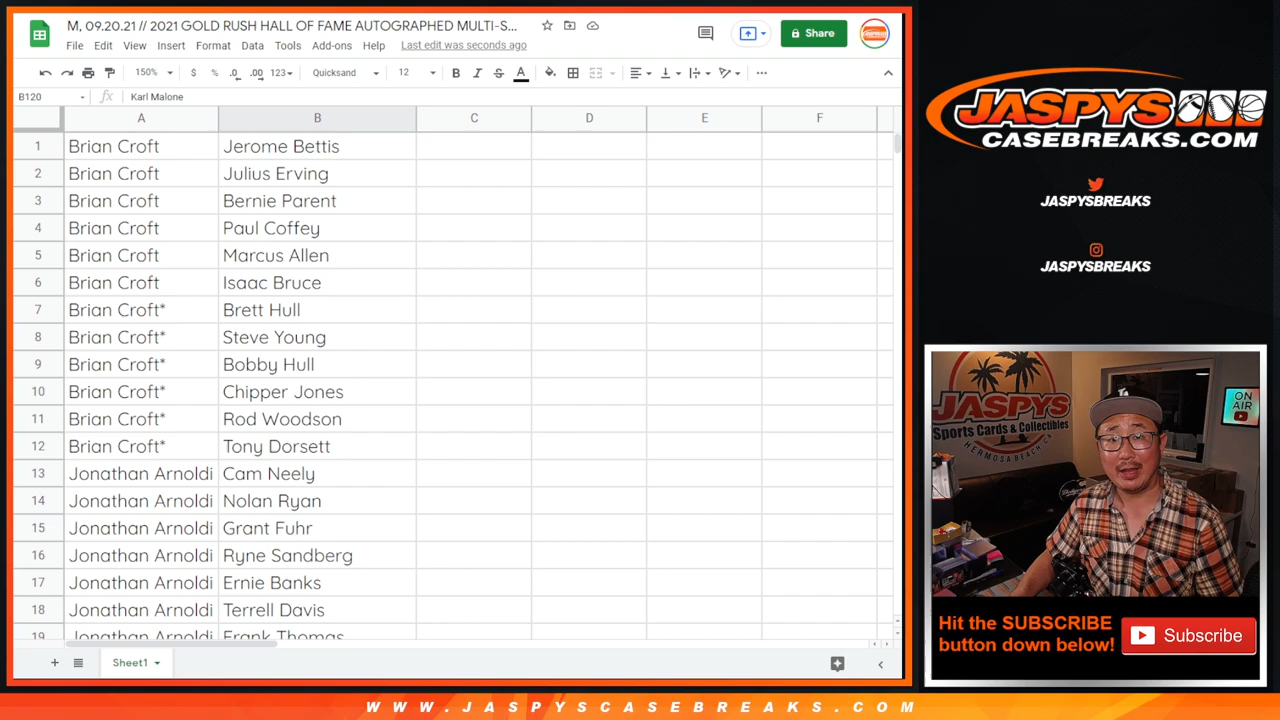 M, 09.20.21 // 2021 GOLD RUSH HALL OF FAME AUTOGRAPHED MULTI-S...
Share
File Edit View Insert Format Data Tools Add-ons Help Last edit was seconds ago
150% $ % .0 .00 123 Quicksand 12 B I S A
B120 fx Karl Malone
A B C D E F
1 Brian Croft Jerome Bettis
2 Brian Croft Julius Erving
3 Brian Croft Bernie Parent
4 Brian Croft Paul Coffey
5 Brian Croft Marcus Allen
6 Brian Croft Isaac Bruce
7 Brian Croft* Brett Hull
8 Brian Croft* Steve Young
9 Brian Croft* Bobby Hull
10 Brian Croft* Chipper Jones
11 Brian Croft* Rod Woodson
12 Brian Croft* Tony Dorsett
13 Jonathan Arnoldi Cam Neely
14 Jonathan Arnoldi Nolan Ryan
15 Jonathan Arnoldi Grant Fuhr
16 Jonathan Arnoldi Ryne Sandberg
17 Jonathan Arnoldi Ernie Banks
18 Jonathan Arnoldi Terrell Davis
19 Jonathan Arnoldi Frank Thomas
Sheet1
JASPYS
CASEBREAKS.COM
JASPYSBREAKS
JASPYSBREAKS
JASPYS
Sports Cards & Collectibles
HERMOSA BEACH, CA
ON
AIR
LA
Hit the SUBSCRIBE
button down below!
Subscribe
WWW.JASPYSCASEBREAKS.COM